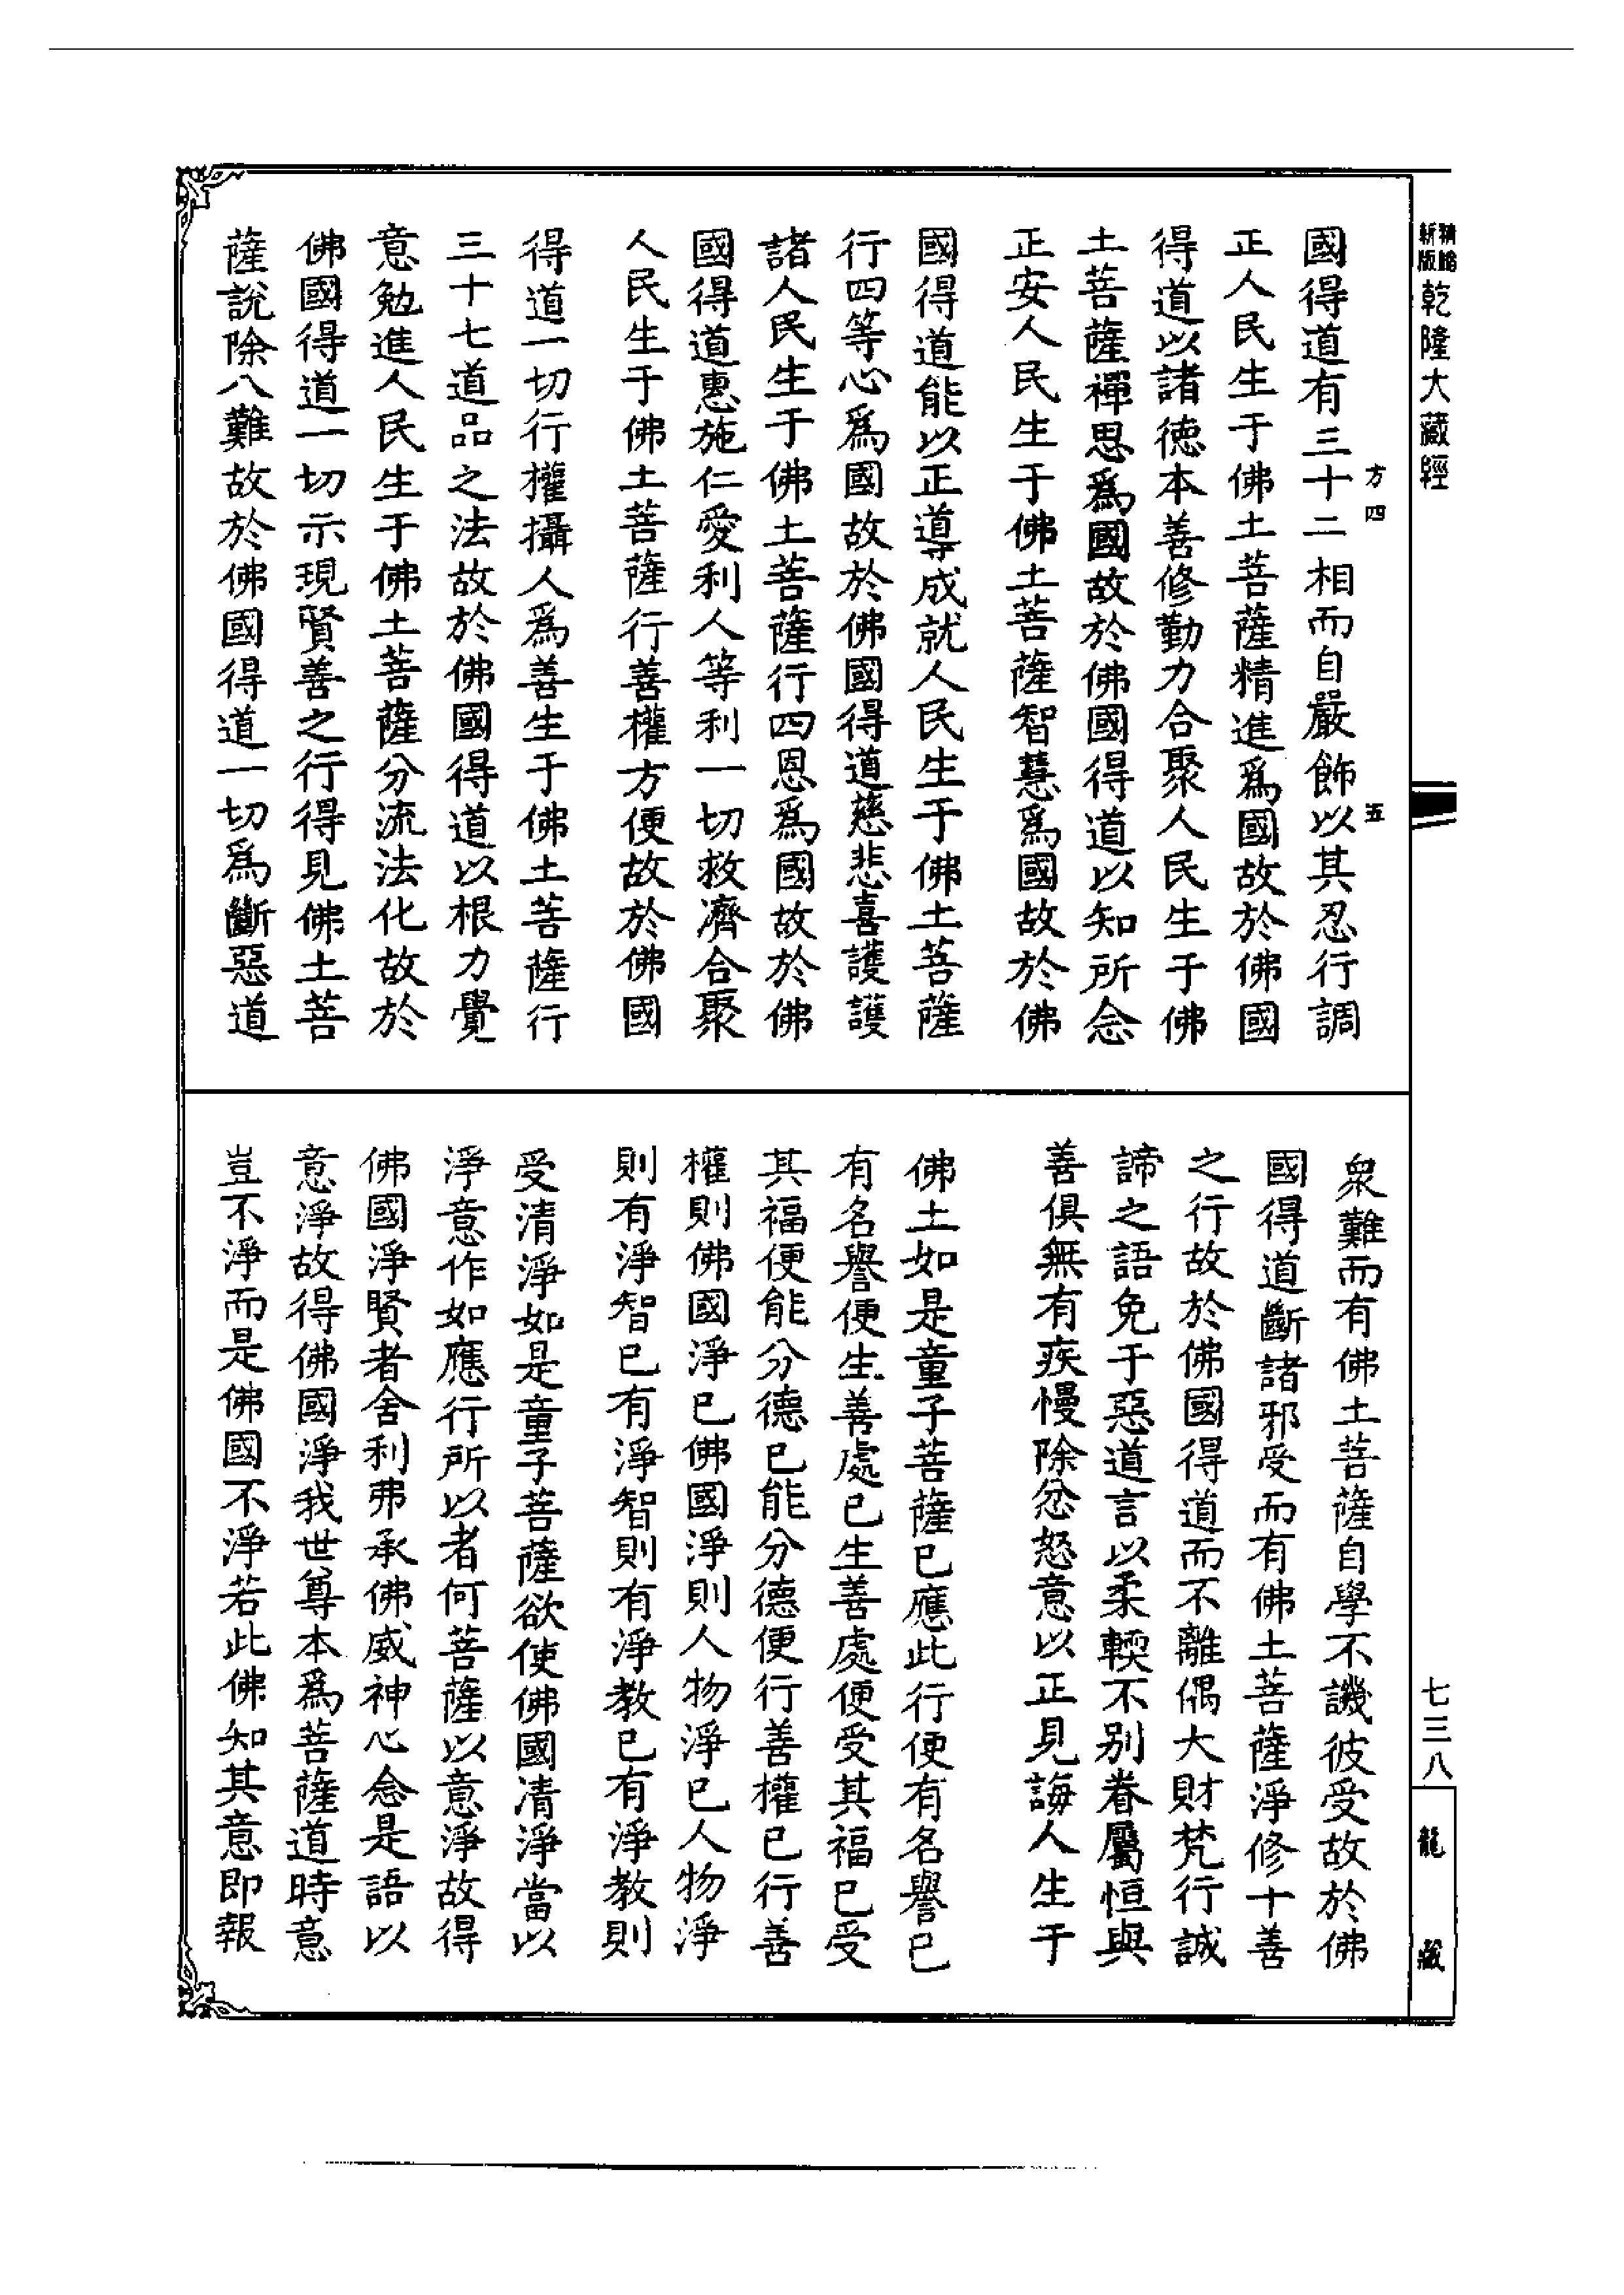 新版
精縮
乾隆大藏經
方四
五
國得道有三十二相而自嚴飾以其忍行調
正人民生于佛土菩薩精進爲國故於佛國
得道以諸德本善修勤力合聚人民生于佛
土菩薩禪思爲國故於佛國得道以知所念
正安人民生于佛土菩薩智慧爲國故於佛
國得道能以正導成就人民生于佛土菩薩
行四等心爲國故於佛國得道慈悲喜護護
諸人民生于佛土菩薩行四恩爲國故於佛
國得道惠施仁愛利人等利一切救濟合聚
人民生于佛土菩薩行善權方便故於佛國
得道一切行權攝人爲善生于佛土菩薩行
三十七道品之法故於佛國得道以根力覺
意勉進人民生于佛土菩薩分流法化故於
佛國得道一切示現賢善之行得見佛土菩
薩說除八難故於佛國得道一切爲斷惡道
衆難而有佛土菩薩自學不譏彼受故於佛
國得道斷諸邪受而有佛土菩薩淨修十善
之行故於佛國得道而不離偶大財梵行誠
諦之語免于惡道言以柔輭不别眷屬恒與
善俱無有疾慢除忿怒意以正見誨人生于
佛土如是童子菩薩已應此行便有名譽已
有名譽便生善處已生善處便受其福已受
其福便能分德已能分德便行善權已行善
權則佛國淨已佛國淨則人物淨已人物淨
則有淨智已有淨智則有淨教已有淨教則
受清淨如是童子菩薩欲使佛國清淨當以
淨意作如應行所以者何菩薩以意淨故得
佛國淨賢者舍利弗承佛威神心念是語以
意淨故得佛國淨我世尊本爲菩薩道時意
豈不淨而是佛國不淨若此佛知其意即報
七三八
龍藏